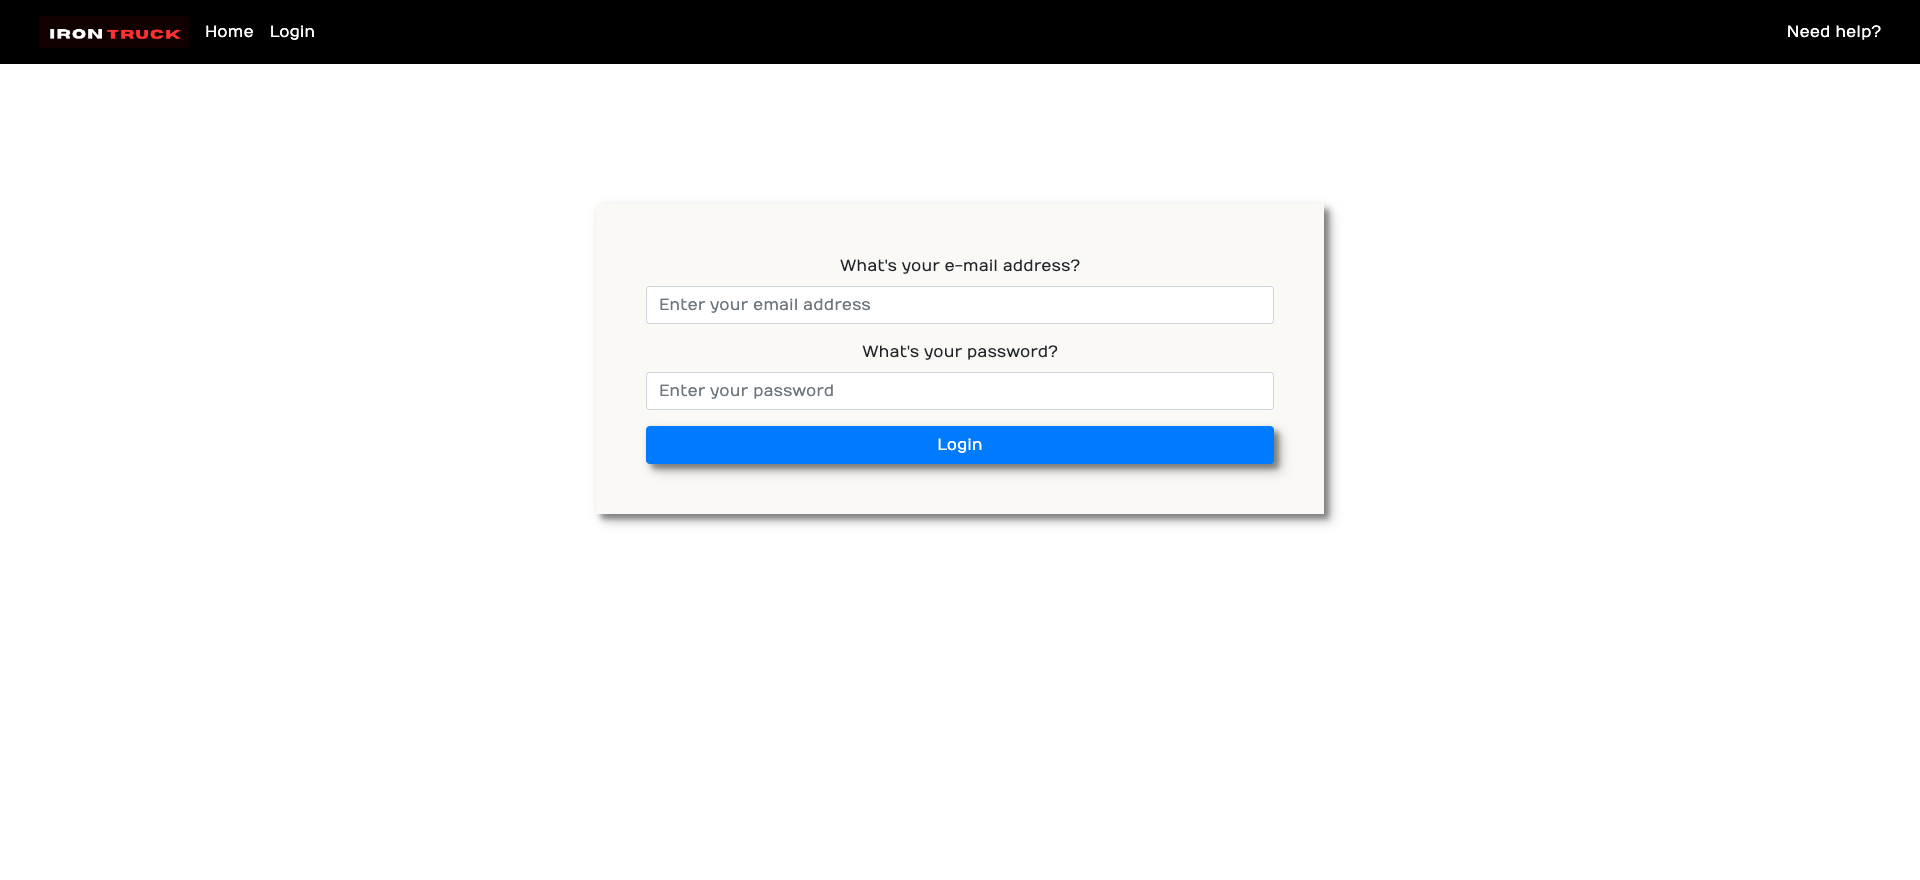 IRON TRUCK Home Login Need help?
What's your e-mail address?
Enter your email address
What's your password?
Enter your password
Login